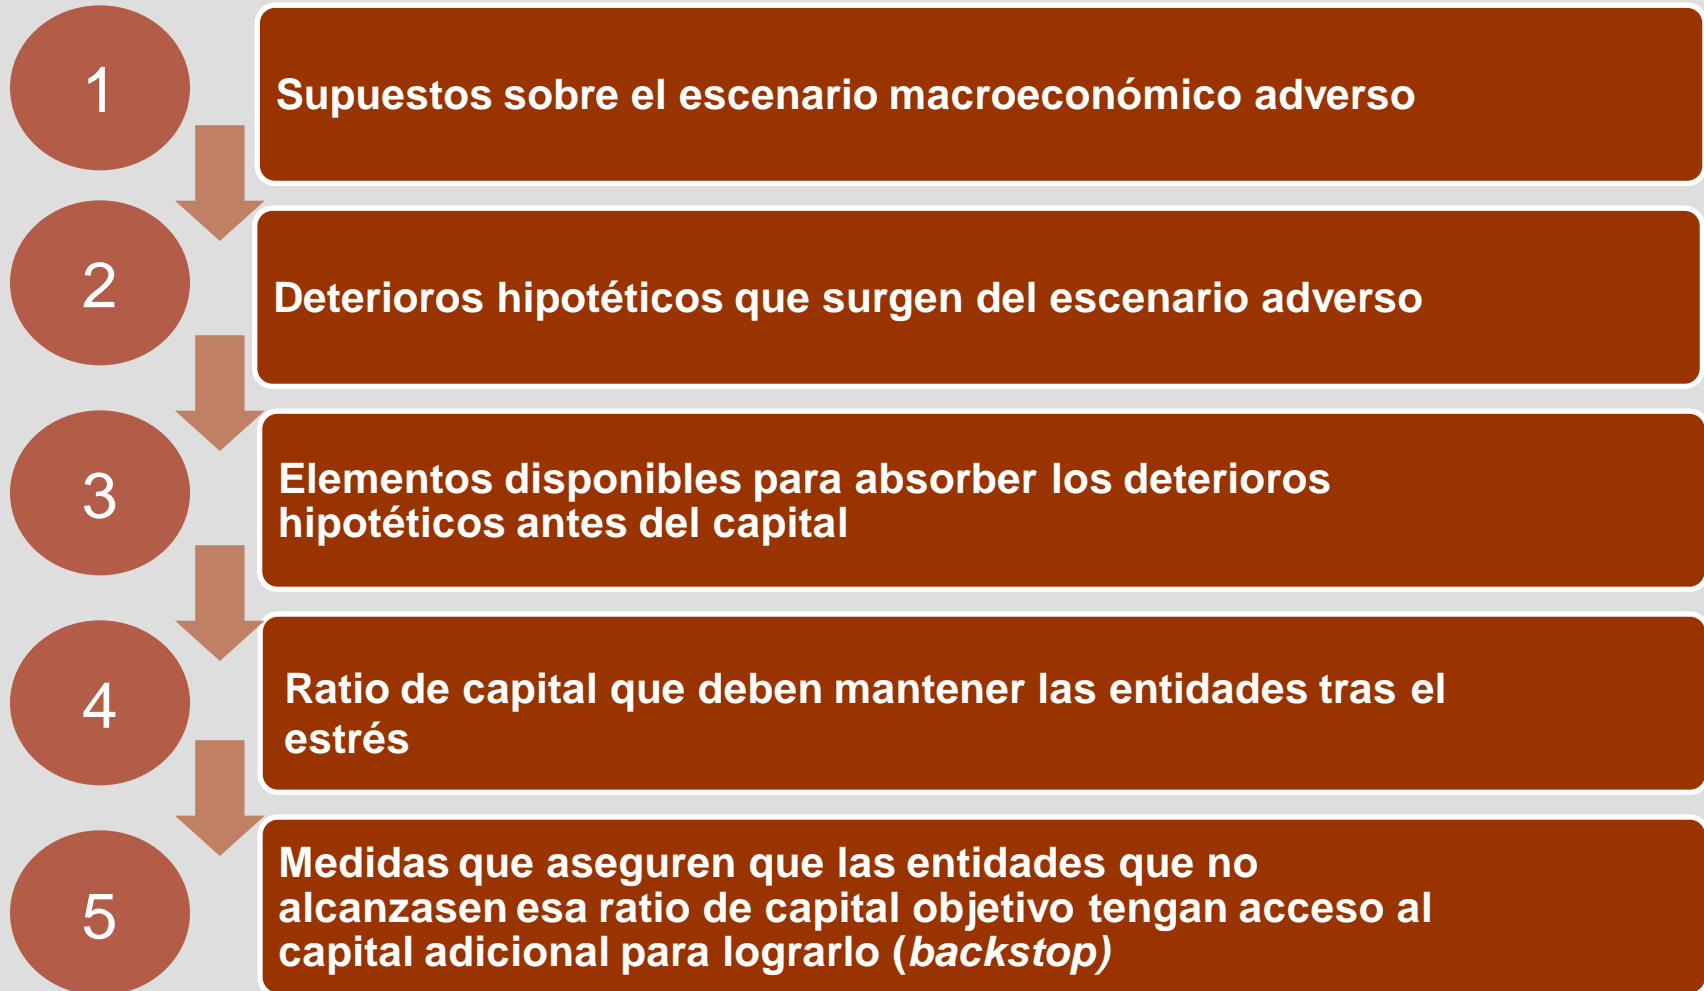 1
Supuestos sobre el escenario macroeconómico adverso
2
Deterioros hipotéticos que surgen del escenario adverso
3
Elementos disponibles para absorber los deterioros
hipotéticos antes del capital
4
Ratio de capital que deben mantener las entidades tras el
estrés
5
Medidas que aseguren que las entidades que no
alcanzasen esa ratio de capital objetivo tengan acceso al
capital adicional para lograrlo (backstop)